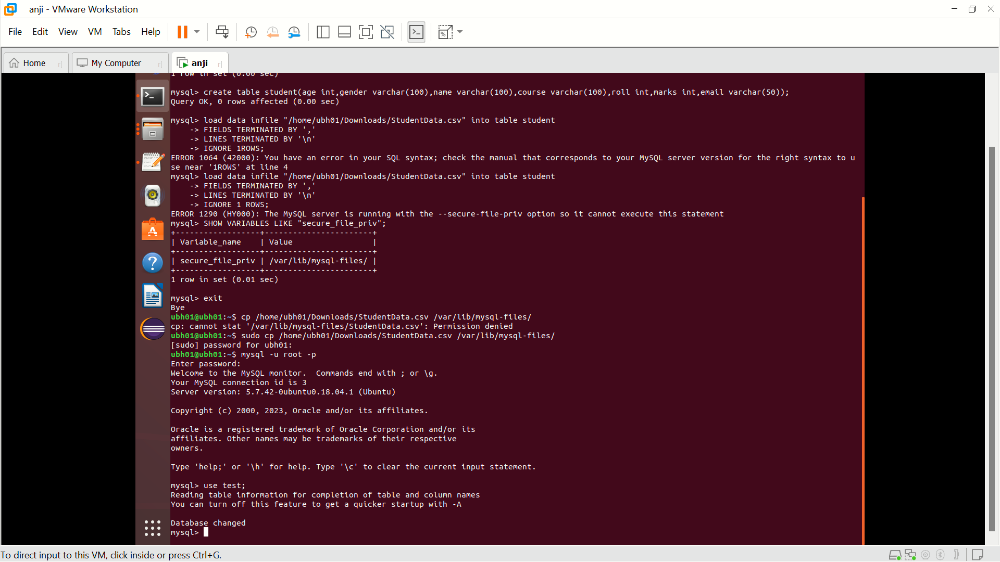 anji - VMware Workstation
File Edit View VM Tabs Help
Home
My Computer
anji
1 row in set (0.00 sec)
mysql> create table student(age int,gender varchar(100),name varchar(100),course varchar(100),roll int,marks int,email varchar(50));
Query OK, 0 rows affected (0.00 sec)
mysql> load data infile "/home/ubh01/Downloads/StudentData.csv" into table student
-> FIELDS TERMINATED BY ','
-> LINES TERMINATED BY '\n'
-> IGNORE 1ROWS;
ERROR 1064 (42000): You have an error in your SQL syntax; check the manual that corresponds to your MySQL server version for the right syntax to u
se near '1ROWS' at line 4
mysql> load data infile "/home/ubh01/Downloads/StudentData.csv" into table student
-> FIELDS TERMINATED BY ','
-> LINES TERMINATED BY '\n'
-> IGNORE 1 ROWS;
ERROR 1290 (HY000): The MySQL server is running with the --secure-file-priv option so it cannot execute this statement
mysql> SHOW VARIABLES LIKE "secure_file_priv";
+------------------+-----------------------+
| Variable_name    | Value                 |
+------------------+-----------------------+
| secure_file_priv | /var/lib/mysql-files/ |
+------------------+-----------------------+
1 row in set (0.01 sec)
mysql> exit
Bye
ubh01@ubh01:~$ cp /home/ubh01/Downloads/StudentData.csv /var/lib/mysql-files/
cp: cannot stat '/var/lib/mysql-files/StudentData.csv': Permission denied
ubh01@ubh01:~$ sudo cp /home/ubh01/Downloads/StudentData.csv /var/lib/mysql-files/
[sudo] password for ubh01:
ubh01@ubh01:~$ mysql -u root -p
Enter password:
Welcome to the MySQL monitor.  Commands end with ; or \g.
Your MySQL connection id is 3
Server version: 5.7.42-0ubuntu0.18.04.1 (Ubuntu)
Copyright (c) 2000, 2023, Oracle and/or its affiliates.
Oracle is a registered trademark of Oracle Corporation and/or its
affiliates. Other names may be trademarks of their respective
owners.
Type 'help;' or '\h' for help. Type '\c' to clear the current input statement.
mysql> use test;
Reading table information for completion of table and column names
You can turn off this feature to get a quicker startup with -A
Database changed
mysql>
To direct input to this VM, click inside or press Ctrl+G.